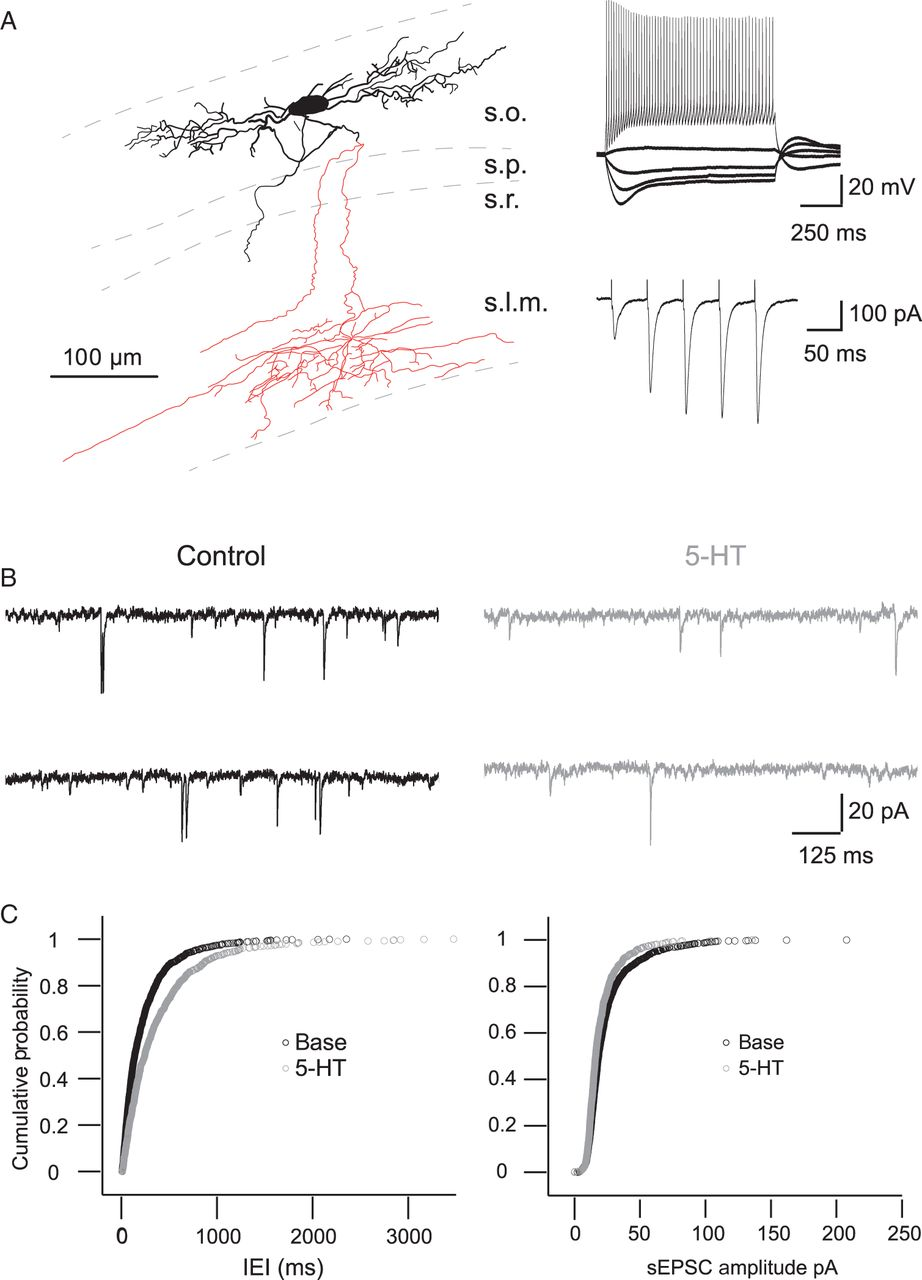 A
s.o.
s.p.
s.r.
s.l.m.
100 µm
20 mV
250 ms
100 pA
50 ms
Control
5-HT
B
20 pA
125 ms
C
Cumulative probability
1
0.8
0.6
0.4
0.2
0
Base
5-HT
0
1000
2000
3000
IEI (ms)
1
0.8
0.6
0.4
0.2
0
Base
5-HT
0
50
100
150
200
250
sEPSC amplitude pA